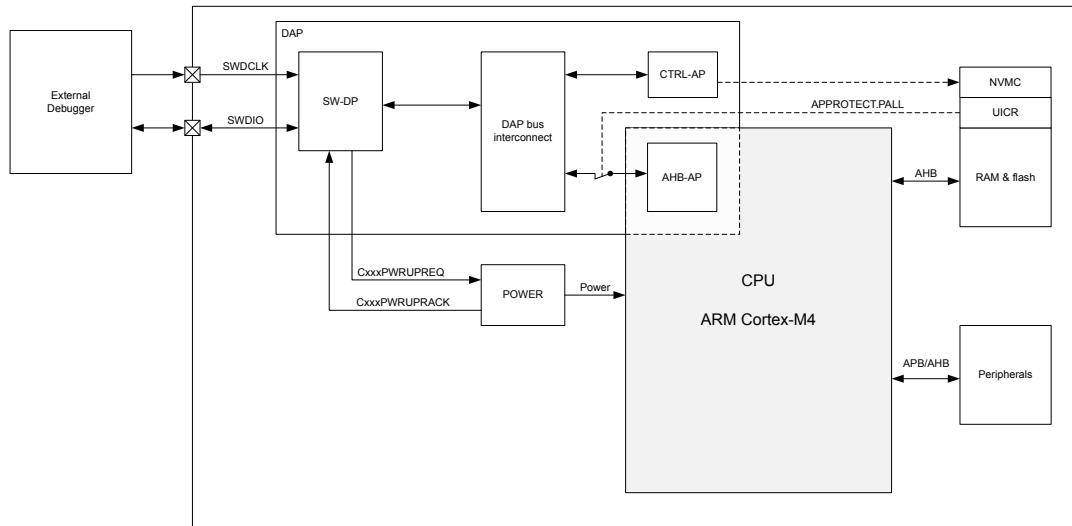 DAP
External
Debugger
SWDCLK
SWDIO
SW-DP
DAP bus
interconnect
CTRL-AP
NVMC
UICR
APPROTECT.PALL
AHB-AP
AHB
RAM & flash
CxxxPWRUPREQ
CxxxPWRUPRACK
POWER
Power
CPU
ARM Cortex-M4
APB/AHB
Peripherals